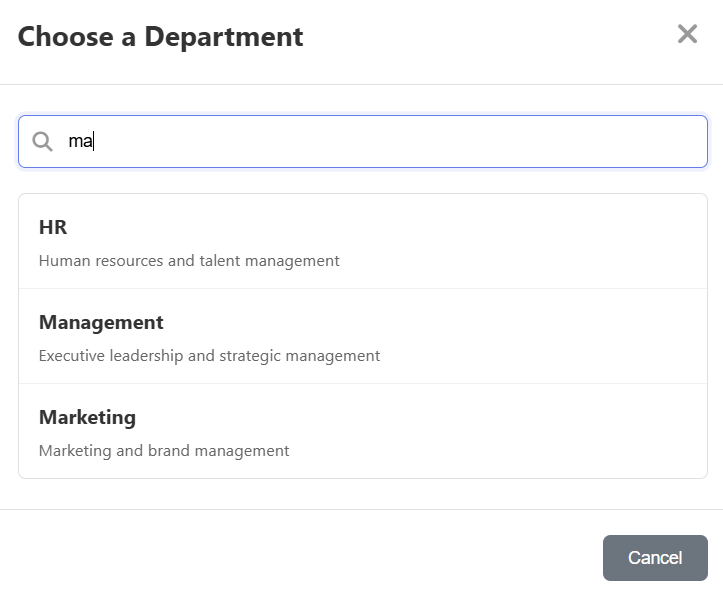 Choose a Department
ma
HR
Human resources and talent management
Management
Executive leadership and strategic management
Marketing
Marketing and brand management
Cancel